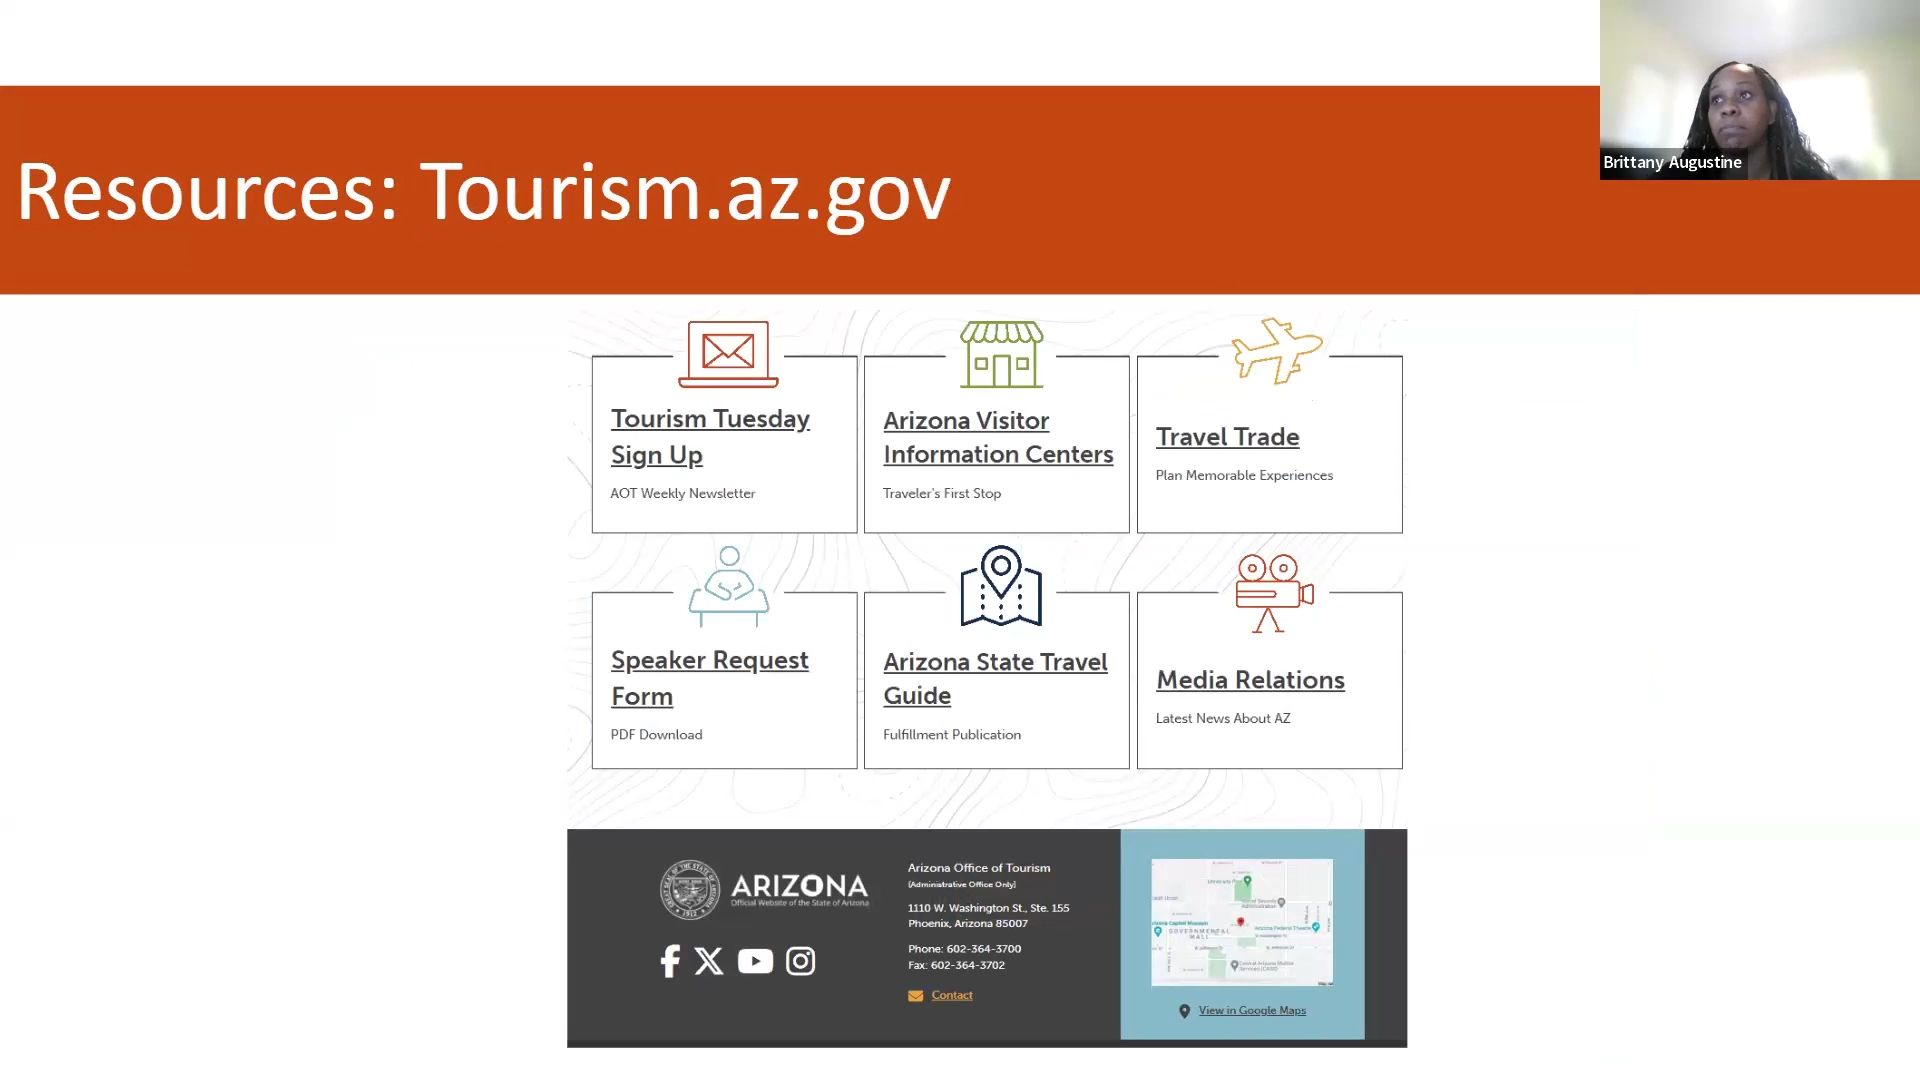 Resources: Tourism.az.gov
Brittany Augustine
Tourism Tuesday
Sign Up
AOT Weekly Newsletter
Arizona Visitor
Information Centers
Traveler's First Stop
Travel Trade
Plan Memorable Experiences
Speaker Request
Form
PDF Download
Arizona State Travel
Guide
Fulfillment Publication
Media Relations
Latest News About AZ
ARIZONA
Official Website of the State of Arizona
1912
Arizona Office of Tourism
(Administrative Office Only)
1110 W. Washington St., Ste. 155
Phoenix, Arizona 85007
Phone: 602-364-3700
Fax: 602-364-3702
Contact
GOVERNMENTAL
MALL
View in Google Maps